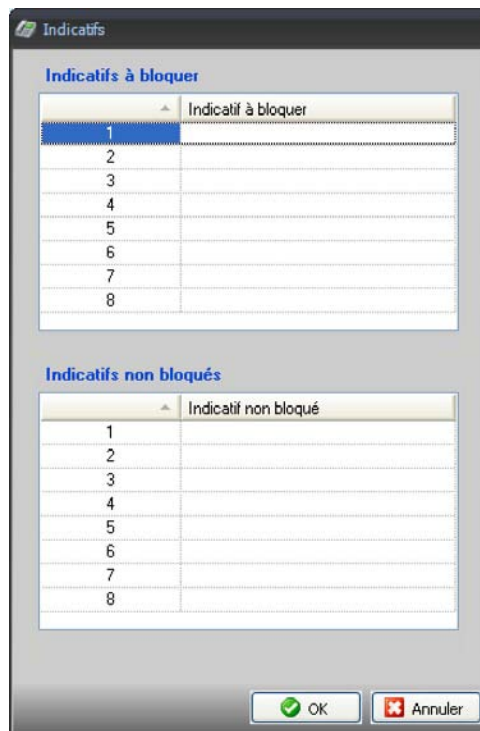 Indicatifs
Indicatifs à bloquer
Indicatif à bloquer
1
2
3
4
5
6
7
8
Indicatifs non bloqués
Indicatif non bloqué
1
2
3
4
5
6
7
8
OK Annuler